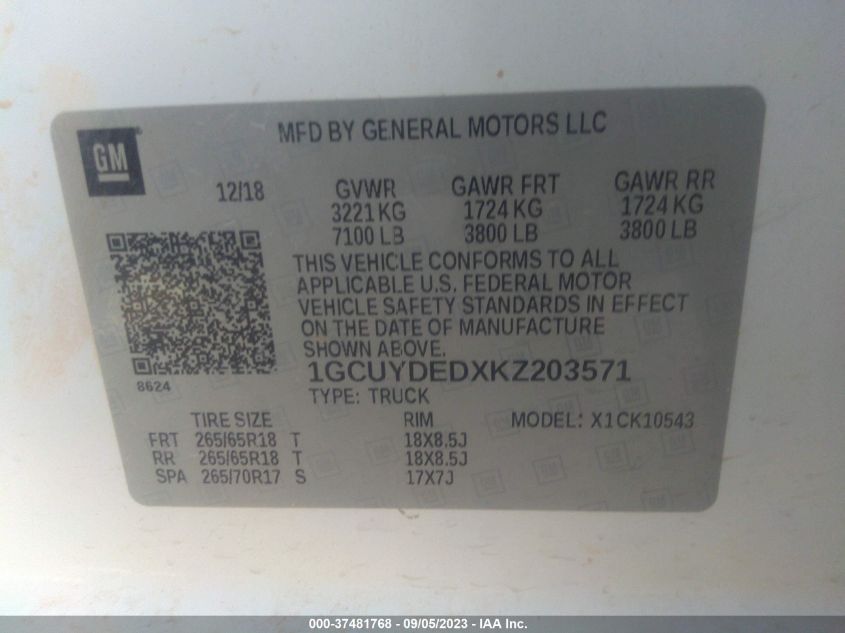 MFD BY GENERAL MOTORS LLC
GM
12/18
GVWR GAWR FRT GAWR RR
3221 KG 1724 KG 1724 KG
7100 LB 3800 LB 3800 LB
THIS VEHICLE CONFORMS TO ALL
APPLICABLE U.S. FEDERAL MOTOR
VEHICLE SAFETY STANDARDS IN EFFECT
ON THE DATE OF MANUFACTURE
SHOWN ABOVE.
1GCUYDEDXKZ203571
8624
TYPE: TRUCK
TIRE SIZE RIM MODEL: X1CK10543
FRT 265/65R18 T 18X8.5J
RR 265/65R18 T 18X8.5J
SPA 265/70R17 S 17X7J
000-37481768 - 09/05/2023 - IAA Inc.